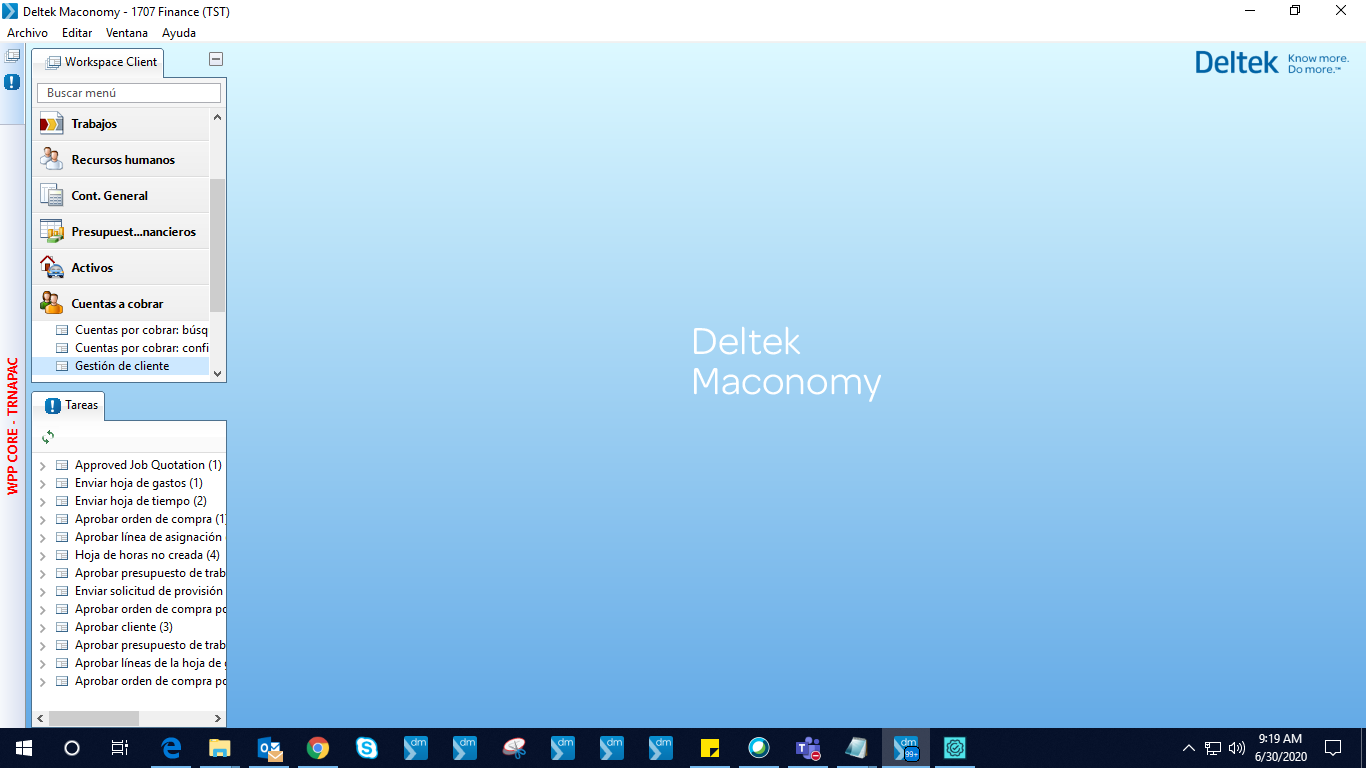 Deltek Maconomy - 1707 Finance (TST)
Archivo Editar Ventana Ayuda
Workspace Client
Buscar menú
Trabajos
Recursos humanos
Cont. General
Presupuest...nancieros
Activos
Cuentas a cobrar
Cuentas por cobrar: búsq
Cuentas por cobrar: confi
Gestión de cliente
Tareas
Approved Job Quotation (1)
Enviar hoja de gastos (1)
Enviar hoja de tiempo (2)
Aprobar orden de compra (1)
Aprobar línea de asignación
Hoja de horas no creada (4)
Aprobar presupuesto de trab
Enviar solicitud de provisión
Aprobar orden de compra po
Aprobar cliente (3)
Aprobar presupuesto de trab
Aprobar líneas de la hoja de g
Aprobar orden de compra po
WPP CORE - TRNAPAC
Deltek Know more.
Do more.™
Deltek
Maconomy
dm
dm
dm
dm
dm
dm
99+
9:19 AM
6/30/2020